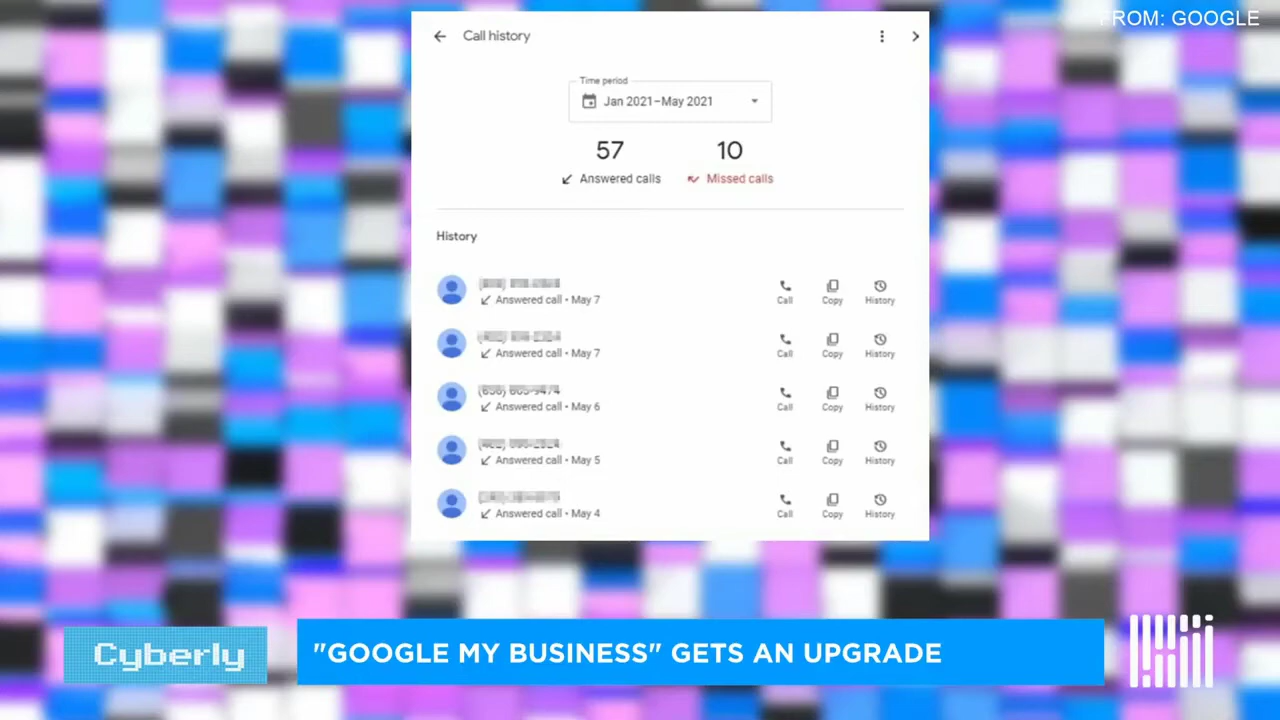 FROM: GOOGLE
Call history
Time period
Jan 2021–May 2021
57
10
Answered calls
Missed calls
History
Answered call • May 7
Call
Copy
History
Answered call • May 7
Call
Copy
History
Answered call • May 6
Call
Copy
History
Answered call • May 5
Call
Copy
History
Answered call • May 4
Call
Copy
History
Cyberly
"GOOGLE MY BUSINESS" GETS AN UPGRADE